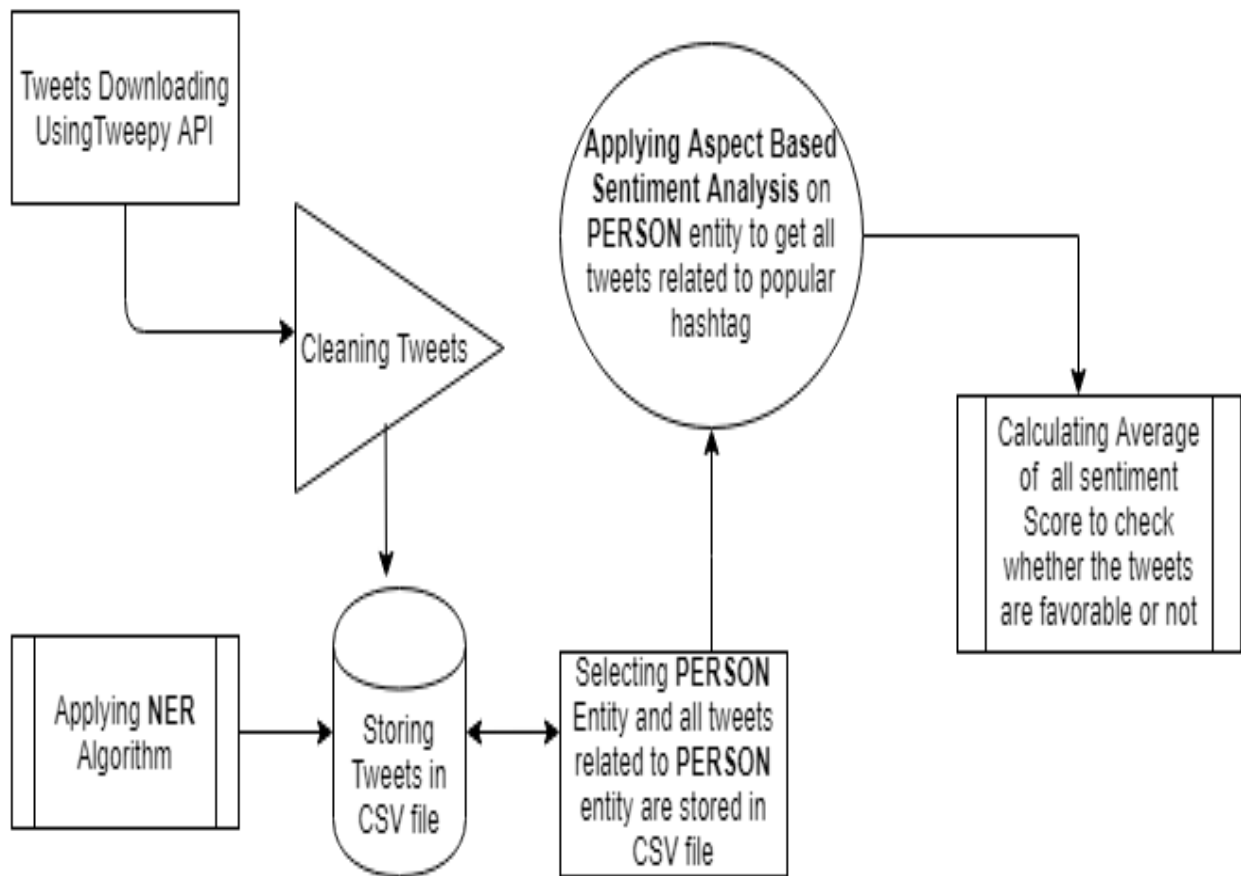 Tweets Downloading
UsingTweepy API
Cleaning Tweets
Applying NER
Algorithm
Storing
Tweets in
CSV file
Selecting PERSON
Entity and all tweets
related to PERSON
entity are stored in
CSV file
Applying Aspect Based
Sentiment Analysis on
PERSON entity to get all
tweets related to popular
hashtag
Calculating Average
of all sentiment
Score to check
whether the tweets
are favorable or not